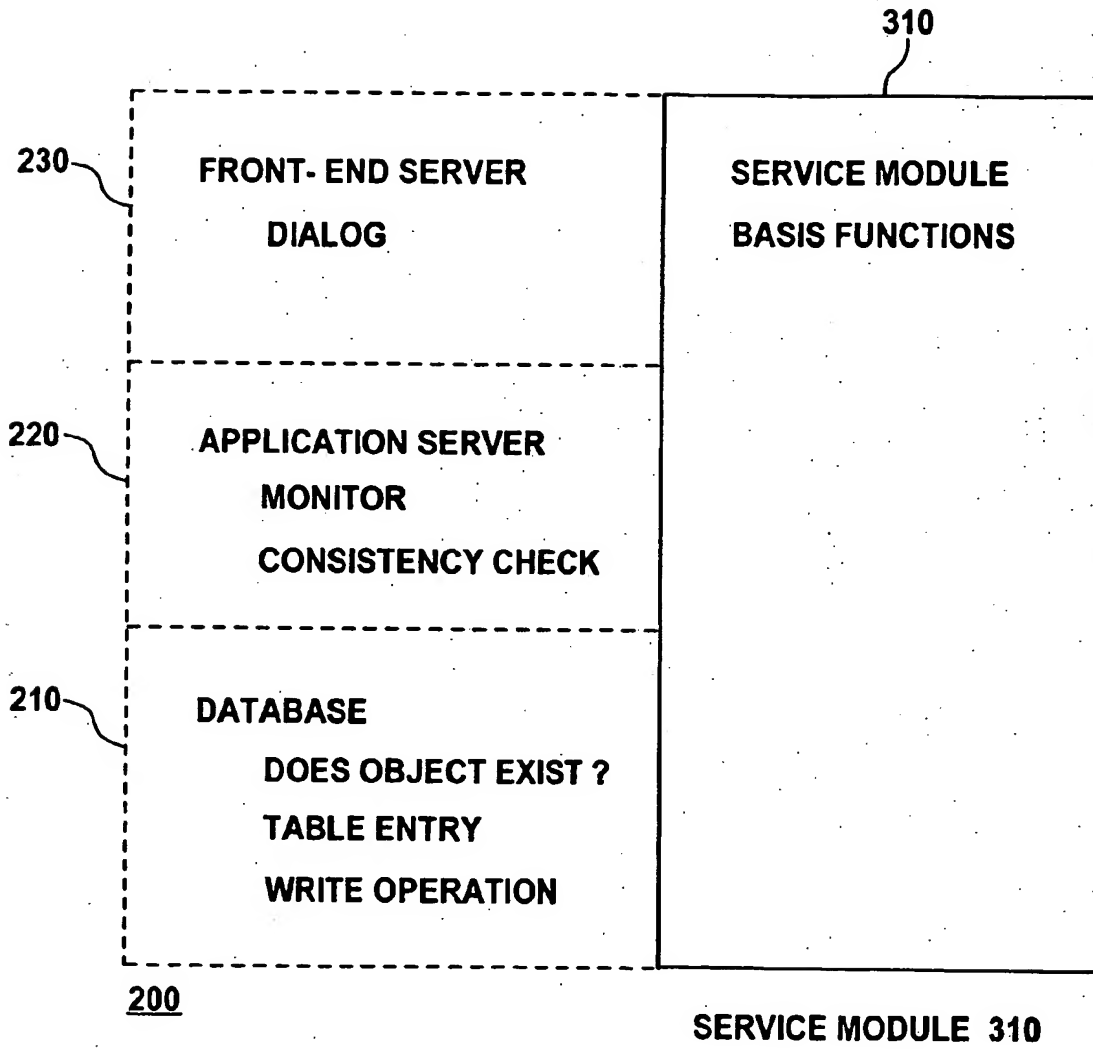 310
230
FRONT- END SERVER
DIALOG
SERVICE MODULE
BASIS FUNCTIONS
220
APPLICATION SERVER
MONITOR
CONSISTENCY CHECK
210
DATABASE
DOES OBJECT EXIST ?
TABLE ENTRY
WRITE OPERATION
200
SERVICE MODULE 310